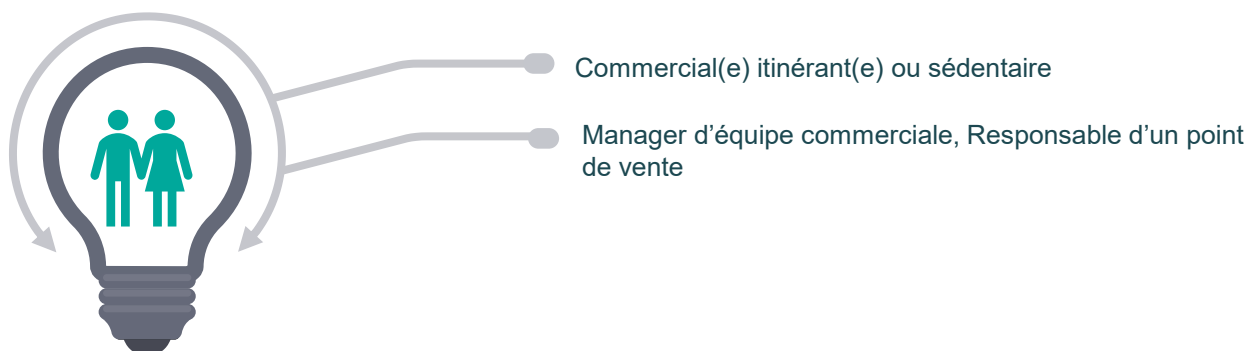 Commercial(e) itinérant(e) ou sédentaire
Manager d’équipe commerciale, Responsable d’un point
de vente